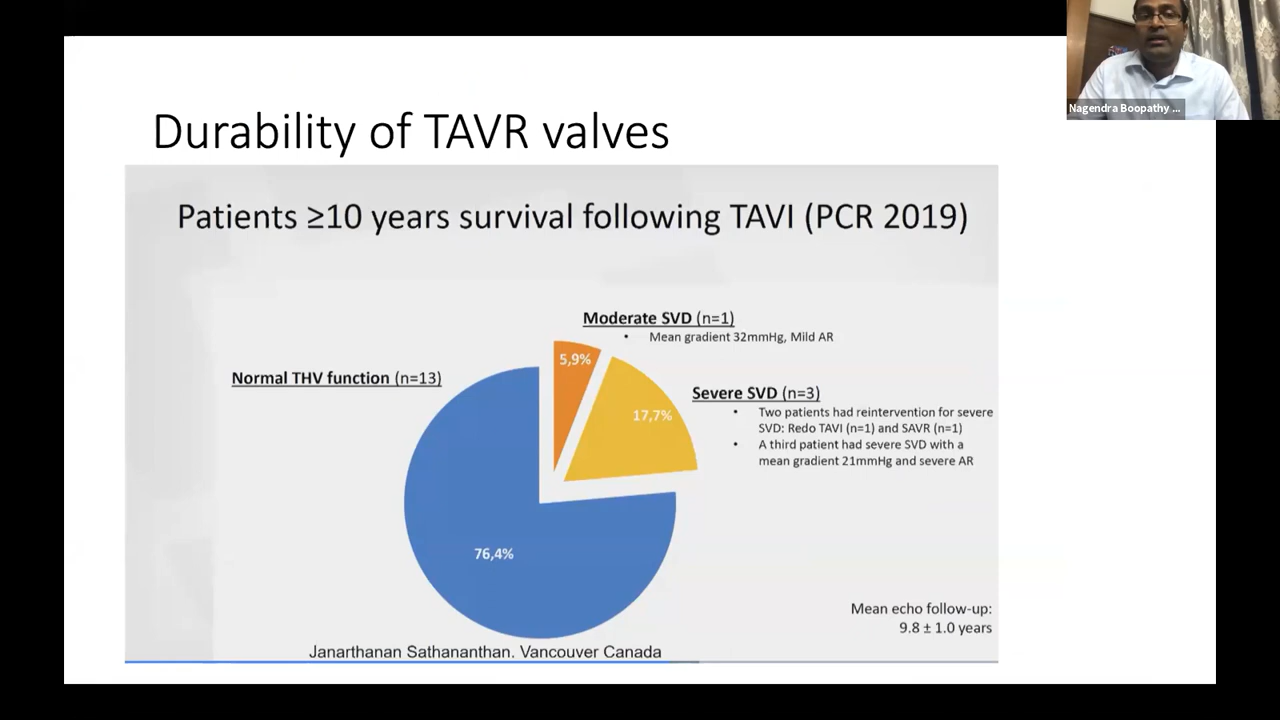 Nagendra Boopathy ...
Durability of TAVR valves
Patients ≥10 years survival following TAVI (PCR 2019)
Moderate SVD (n=1)
• Mean gradient 32mmHg, Mild AR
5,9%
Normal THV function (n=13)
Severe SVD (n=3)
• Two patients had reintervention for severe
SVD: Redo TAVI (n=1) and SAVR (n=1)
• A third patient had severe SVD with a
mean gradient 21mmHg and severe AR
17,7%
76,4%
Mean echo follow-up:
9.8 ± 1.0 years
Janarthanan Sathananthan. Vancouver Canada